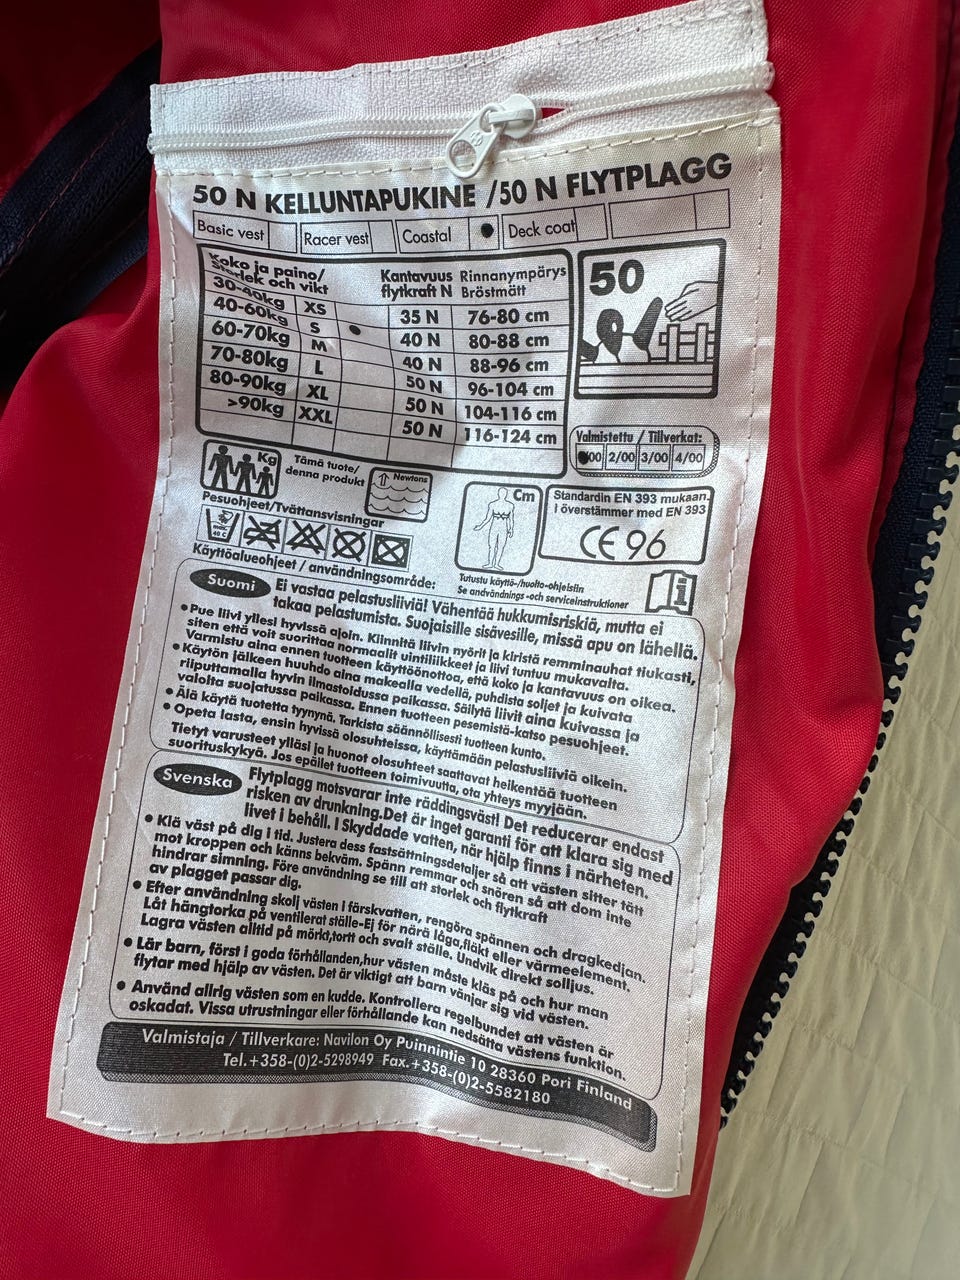 50 N KELLUNTAPUKINE / 50 N FLYTPLAGG
Basic vest Racer vest Coastal ● Deck coat
Koko ja paino/ Kantavuus Rinnanympärys
Storlek och vikt flytkraft N Bröstmått
30-40kg XS 35 N 76-80 cm
40-60kg S ● 40 N 80-88 cm
60-70kg M 40 N 88-96 cm
70-80kg L 50 N 96-104 cm
80-90kg XL 50 N 104-116 cm
>90kg XXL 50 N 116-124 cm
50
Valmistettu / Tillverkat:
00 2/00 3/00 4/00
Kg
Tämä tuote/
denna produkt
Newtons
Cm
Standardin EN 393 mukaan.
I överstämmer med EN 393
CE 96
Pesuohjeet/Tvättansvisningar
max.
40 C
Käyttöalueohjeet / användningsområde:
Tutustu käyttö-/huolto-ohjeisiin
Se andvändnings -och serviceinstruktioner
i
Suomi
Ei vastaa pelastusliiviä! Vähentää hukkumisriskiä, mutta ei
takaa pelastumista. Suojaisille sisävesille, missä apu on lähellä.
• Pue liivi yllesi hyvissä ajoin. Kiinnitä liivin nyörit ja kiristä remminauhat tiukasti,
siten että voit suorittaa normaalit uintiliikkeet ja liivi tuntuu mukavalta.
Varmistu aina ennen tuotteen käyttöönottoa, että koko ja kantavuus on oikea.
• Käytön jälkeen huuhdo aina makealla vedellä, puhdista soljet ja kuivata
riiputtamalla hyvin ilmastoidussa paikassa. Säilytä liivit aina kuivassa ja
valolta suojatussa paikassa. Ennen tuotteen pesemistä-katso pesuohjeet.
• Älä käytä tuotetta tyynynä. Tarkista säännöllisesti tuotteen kunto.
• Opeta lasta, ensin hyvissä olosuhteissa, käyttämään pelastusliiviä oikein.
Tietyt varusteet ylläsi ja huonot olosuhteet saattavat heikentää tuotteen
suorituskykyä. Jos epäilet tuotteen toimivuutta, ota yhteys myyjään.
Svenska
Flytplagg motsvarar inte räddingsväst! Det reducerar endast
risken av drunkning.Det är inget garanti för att klara sig med
livet i behåll. I Skyddade vatten, när hjälp finns i närheten.
• Klä väst på dig i tid. Justera dess fastsättningsdetaljer så att västen sitter tätt
mot kroppen och känns bekväm. Spänn remmar och snören så att dom inte
hindrar simning. Före användning se till att storlek och flytkraft
av plagget passar dig.
• Efter användning skolj västen i färskvatten, rengöra spännen och dragkedjan.
Låt hängtorka på ventilerat ställe-Ej för nära låga,fläkt eller värmeelement.
Lagra västen alltid på mörkt,torrt och svalt ställe. Undvik direkt solljus.
• Lär barn, först i goda förhållanden,hur västen måste kläs på och hur man
flytar med hjälp av västen. Det är viktigt att barn vänjar sig vid västen.
• Använd allrig västen som en kudde. Kontrollera regelbundet att västen är
oskadat. Vissa utrustningar eller förhållande kan nedsätta västens funktion.
Valmistaja / Tillverkare: Navilon Oy Puinnintie 10 28360 Pori Finland
Tel.+358-(0)2-5298949 Fax.+358-(0)2-5582180